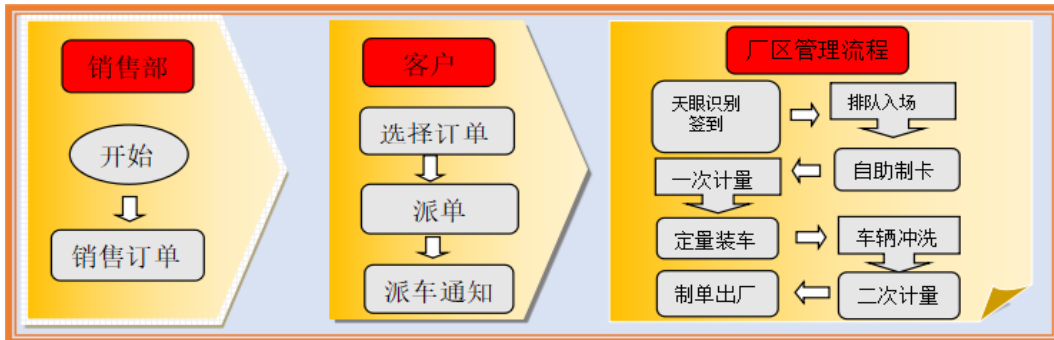 销售部
开始
销售订单
客户
选择订单
派单
派车通知
厂区管理流程
天眼识别
签到
排队入场
自助制卡
一次计量
定量装车
车辆冲洗
二次计量
制单出厂